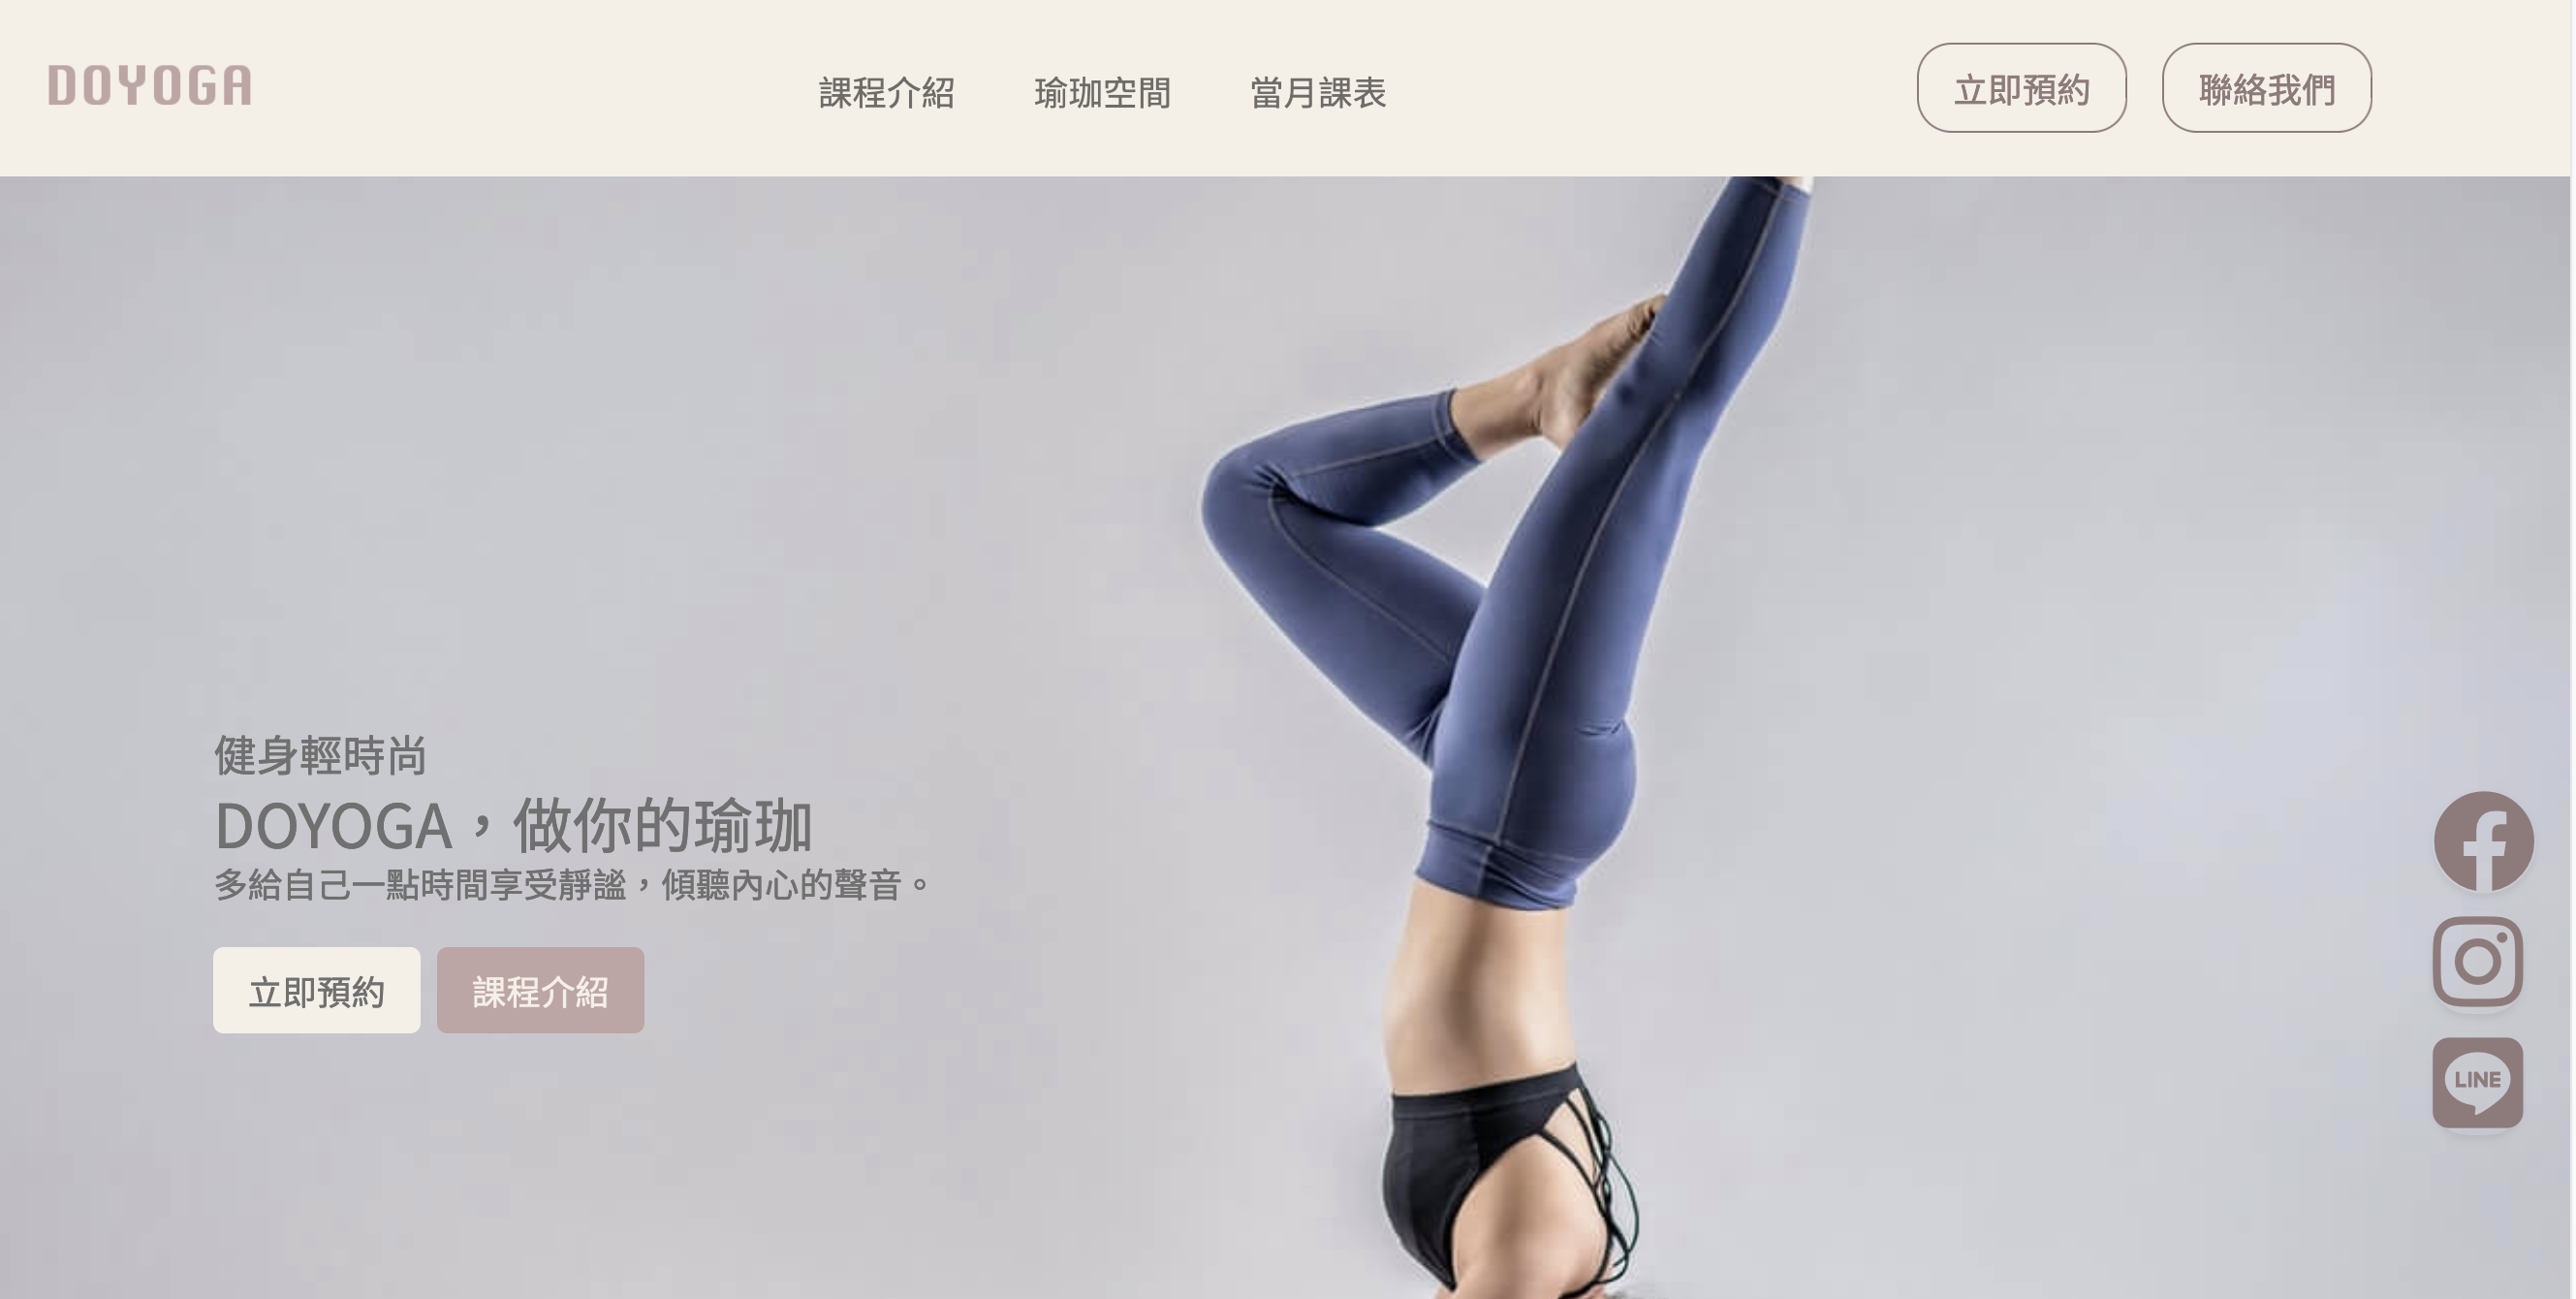 DOYOGA
課程介紹 瑜珈空間 當月課表
立即預約 聯絡我們
健身輕時尚
DOYOGA，做你的瑜珈
多給自己一點時間享受靜謐，傾聽內心的聲音。
立即預約 課程介紹
LINE